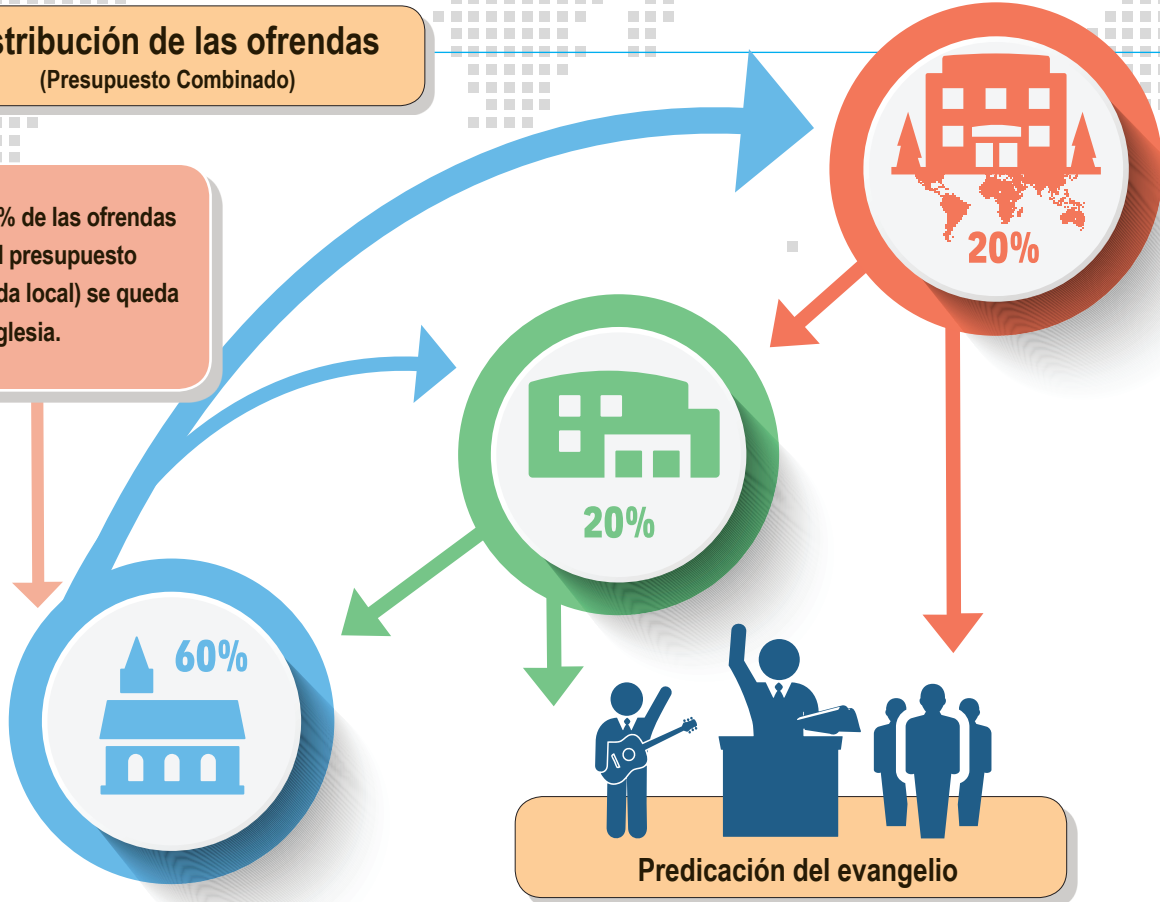 stribución de las ofrendas
(Presupuesto Combinado)
% de las ofrendas
l presupuesto
da local) se queda
glesia.
20%
20%
60%
Predicación del evangelio